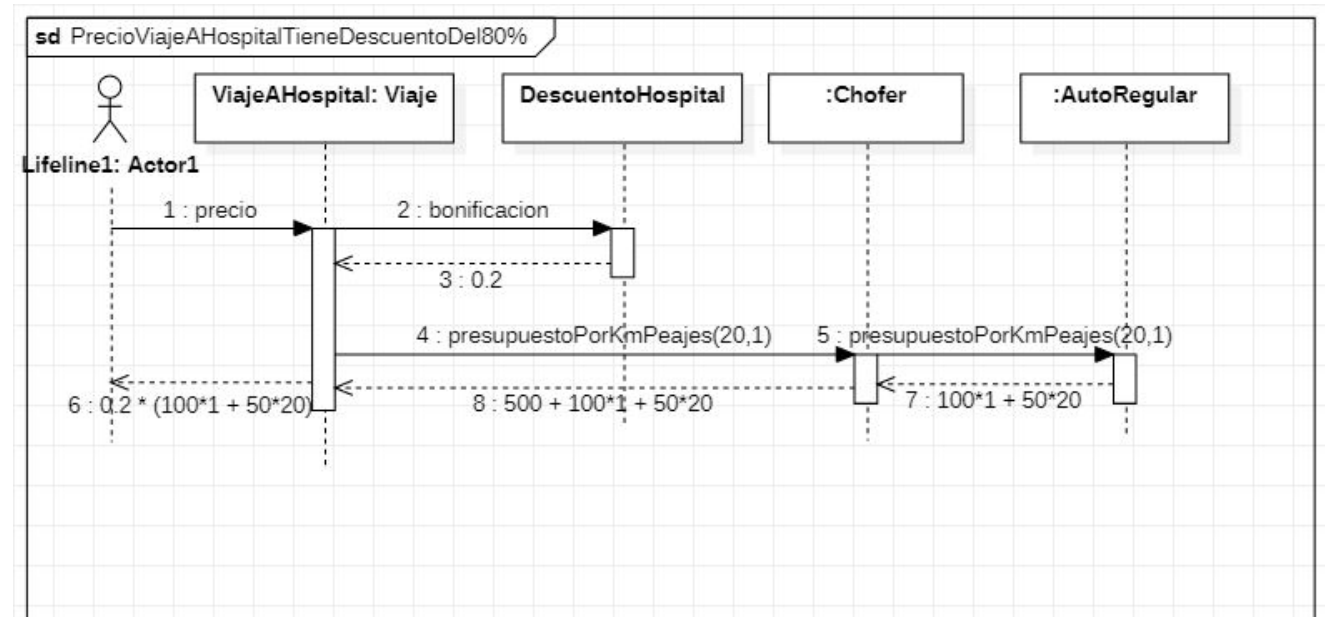 sd PrecioViajeAHospitalTieneDescuentoDel80%
ViajeAHospital: Viaje
DescuentoHospital
:Chofer
:AutoRegular
Lifeline1: Actor1
1 : precio
2 : bonificacion
3 : 0.2
4 : presupuestoPorKmPeajes(20,1)
5 : presupuestoPorKmPeajes(20,1)
6 : 0.2 * (100*1 + 50*20)
8 : 500 + 100*1 + 50*20
7 : 100*1 + 50*20